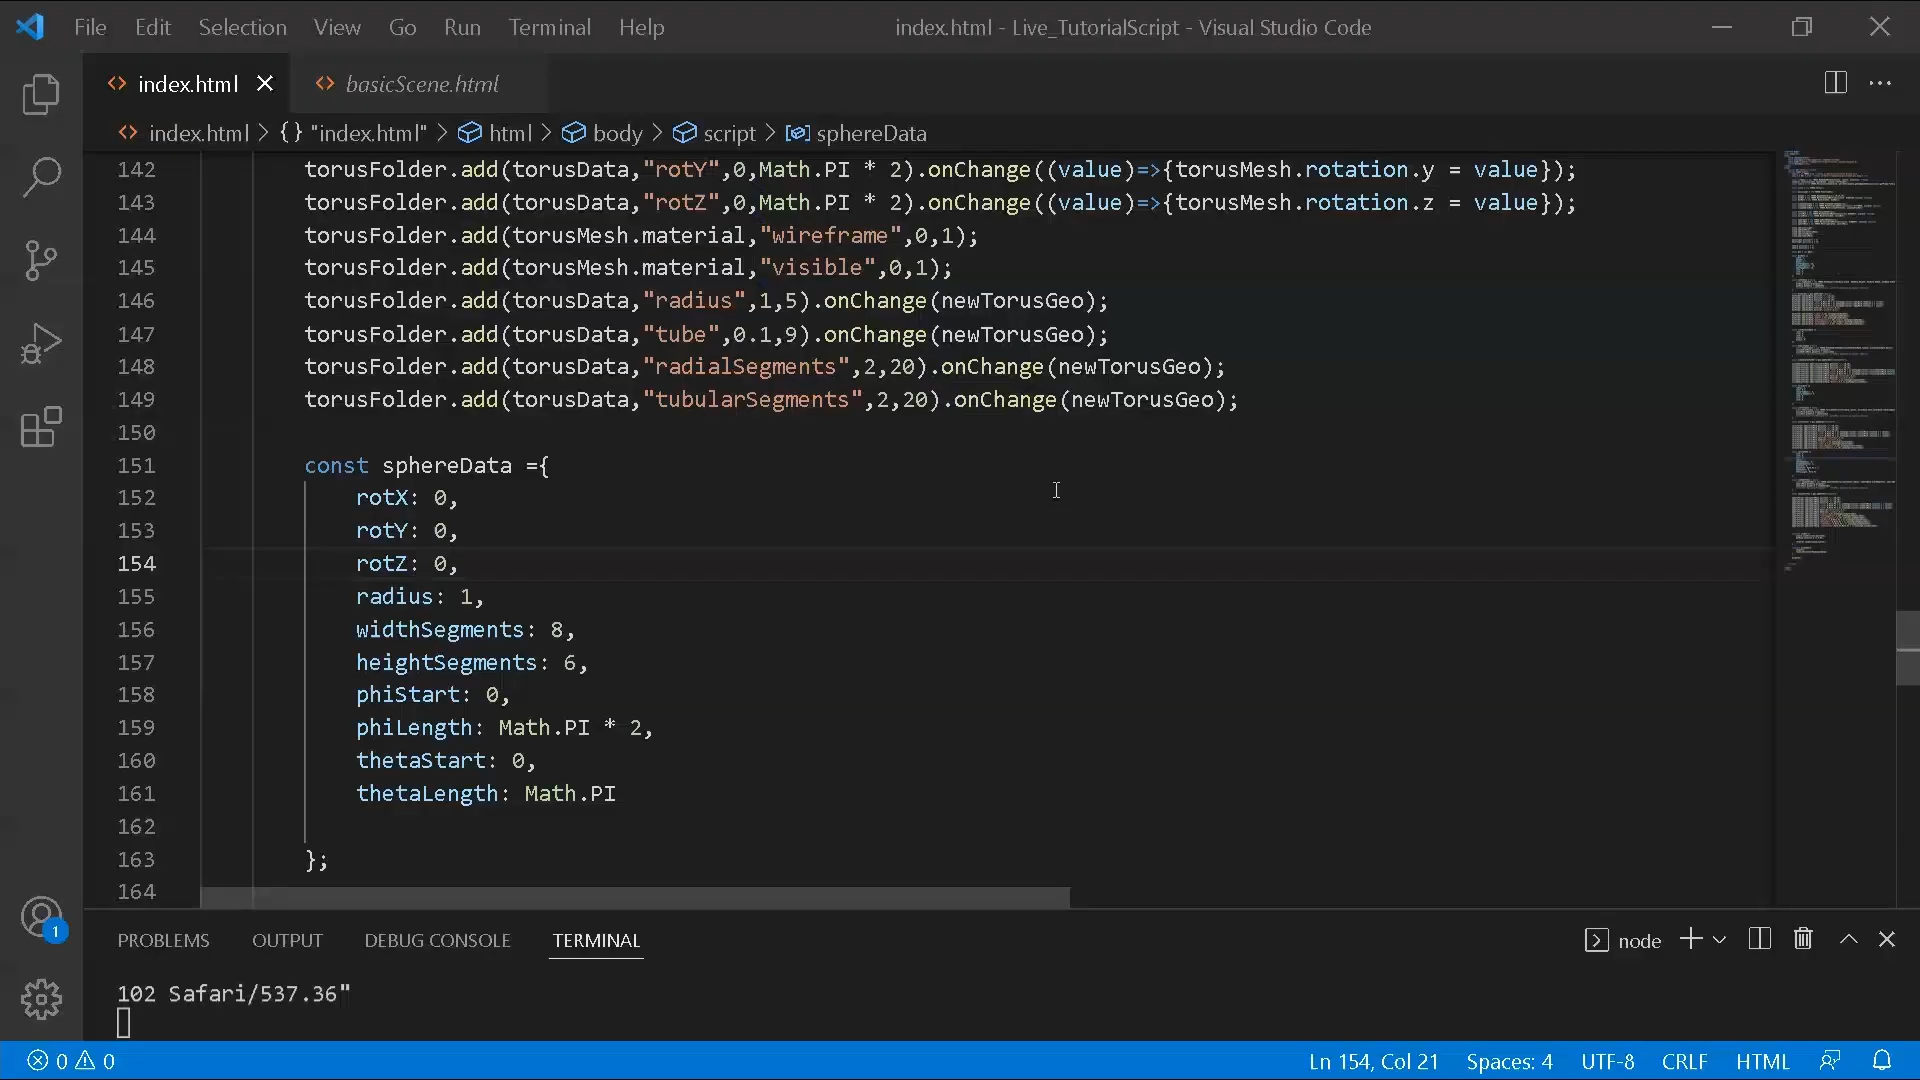 File Edit Selection View Go Run Terminal Help index.html - Live_TutorialScript - Visual Studio Code
index.html basicScene.html
index.html > {} "index.html" > html > body > script > sphereData
142 torusFolder.add(torusData,"rotY",0,Math.PI * 2).onChange((value)=>{torusMesh.rotation.y = value});
143 torusFolder.add(torusData,"rotZ",0,Math.PI * 2).onChange((value)=>{torusMesh.rotation.z = value});
144 torusFolder.add(torusMesh.material,"wireframe",0,1);
145 torusFolder.add(torusMesh.material,"visible",0,1);
146 torusFolder.add(torusData,"radius",1,5).onChange(newTorusGeo);
147 torusFolder.add(torusData,"tube",0.1,9).onChange(newTorusGeo);
148 torusFolder.add(torusData,"radialSegments",2,20).onChange(newTorusGeo);
149 torusFolder.add(torusData,"tubularSegments",2,20).onChange(newTorusGeo);
150
151 const sphereData ={
152 rotX: 0,
153 rotY: 0,
154 rotZ: 0,
155 radius: 1,
156 widthSegments: 8,
157 heightSegments: 6,
158 phiStart: 0,
159 phiLength: Math.PI * 2,
160 thetaStart: 0,
161 thetaLength: Math.PI
162
163 };
164
PROBLEMS OUTPUT DEBUG CONSOLE TERMINAL node
1
102 Safari/537.36"
0 0 Ln 154, Col 21 Spaces: 4 UTF-8 CRLF HTML